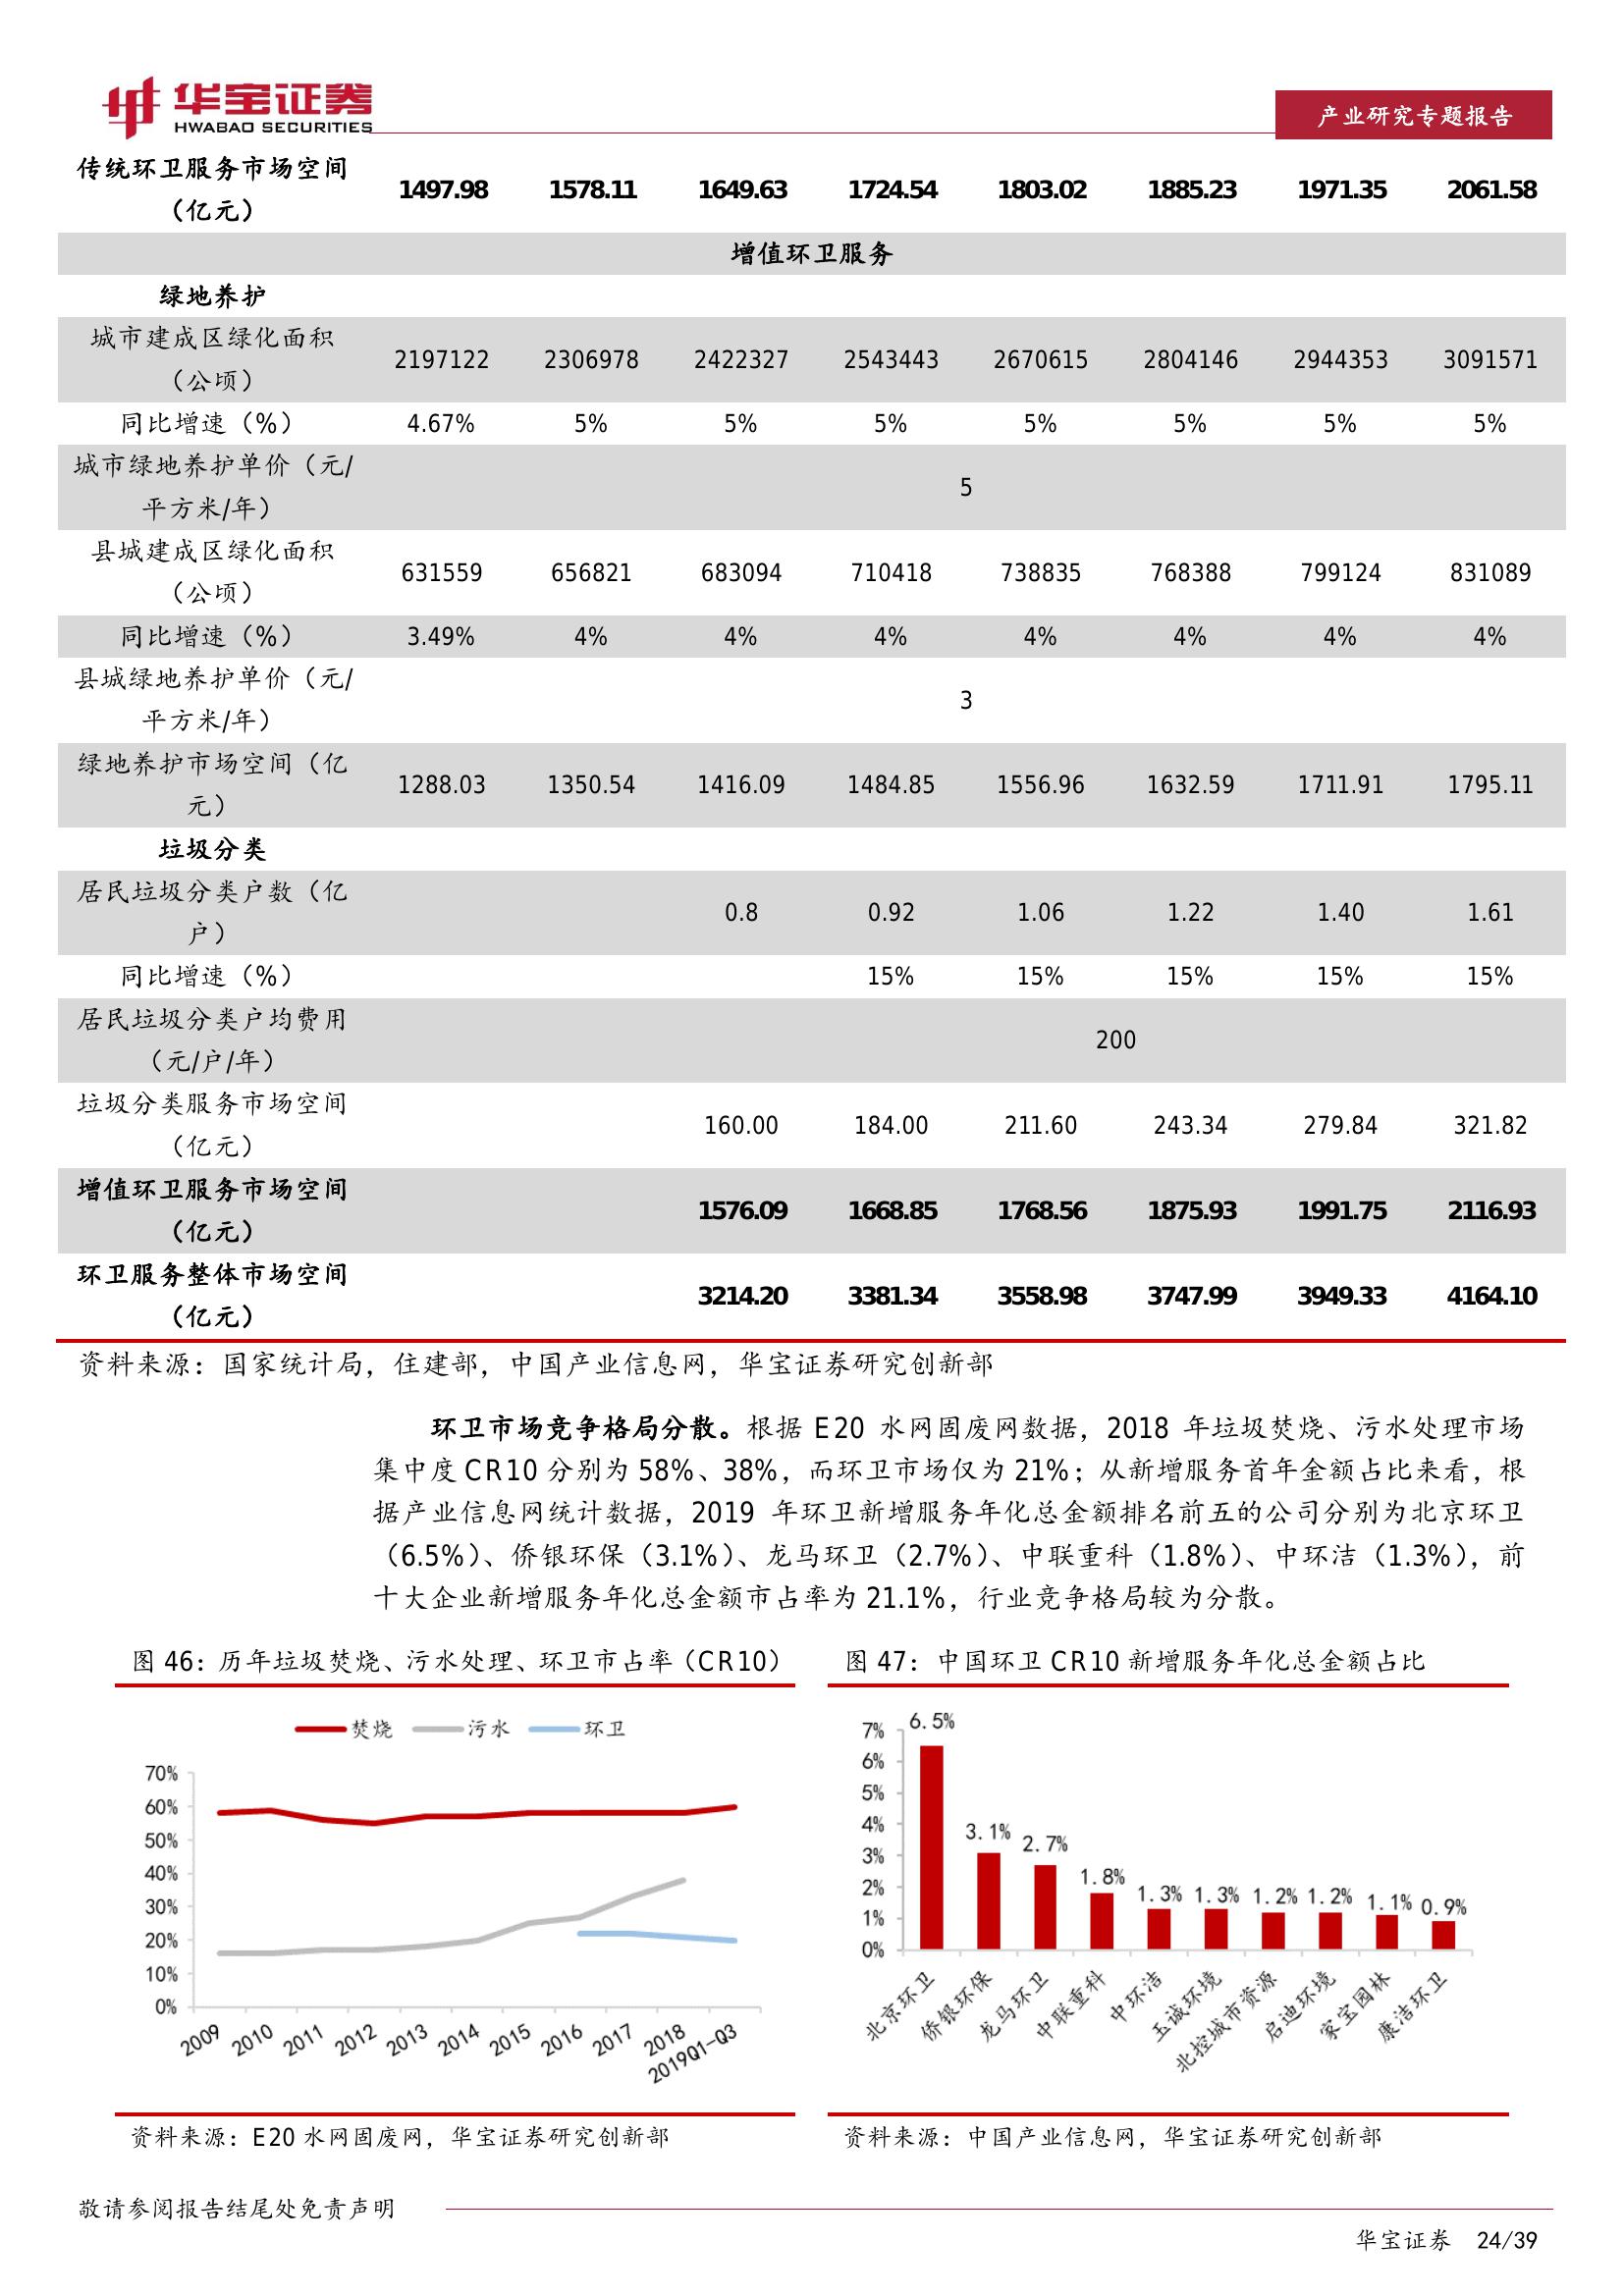 华宝证券
HWABAO SECURITIES
产业研究专题报告
传统环卫服务市场空间
（亿元） 1497.98 1578.11 1649.63 1724.54 1803.02 1885.23 1971.35 2061.58
增值环卫服务
绿地养护
城市建成区绿化面积
（公顷） 2197122 2306978 2422327 2543443 2670615 2804146 2944353 3091571
同比增速（%） 4.67% 5% 5% 5% 5% 5% 5% 5%
城市绿地养护单价（元/
平方米/年） 5
县城建成区绿化面积
（公顷） 631559 656821 683094 710418 738835 768388 799124 831089
同比增速（%） 3.49% 4% 4% 4% 4% 4% 4% 4%
县城绿地养护单价（元/
平方米/年） 3
绿地养护市场空间（亿
元） 1288.03 1350.54 1416.09 1484.85 1556.96 1632.59 1711.91 1795.11
垃圾分类
居民垃圾分类户数（亿
户） 0.8 0.92 1.06 1.22 1.40 1.61
同比增速（%） 15% 15% 15% 15% 15%
居民垃圾分类户均费用
（元/户/年） 200
垃圾分类服务市场空间
（亿元） 160.00 184.00 211.60 243.34 279.84 321.82
增值环卫服务市场空间
（亿元） 1576.09 1668.85 1768.56 1875.93 1991.75 2116.93
环卫服务整体市场空间
（亿元） 3214.20 3381.34 3558.98 3747.99 3949.33 4164.10
资料来源：国家统计局，住建部，中国产业信息网，华宝证券研究创新部
环卫市场竞争格局分散。根据 E20 水网固废网数据，2018 年垃圾焚烧、污水处理市场
集中度 CR10 分别为 58%、38%，而环卫市场仅为 21%；从新增服务首年金额占比来看，根
据产业信息网统计数据，2019 年环卫新增服务年化总金额排名前五的公司分别为北京环卫
（6.5%）、侨银环保（3.1%）、龙马环卫（2.7%）、中联重科（1.8%）、中环洁（1.3%），前
十大企业新增服务年化总金额市占率为 21.1%，行业竞争格局较为分散。
图 46：历年垃圾焚烧、污水处理、环卫市占率（CR10）
焚烧 污水 环卫
70%
60%
50%
40%
30%
20%
10%
0%
2009 2010 2011 2012 2013 2014 2015 2016 2017 2018 2019Q1-Q3
资料来源：E20 水网固废网，华宝证券研究创新部
图 47：中国环卫 CR10 新增服务年化总金额占比
7%
6%
5%
4%
3%
2%
1%
0%
6.5% 3.1% 2.7% 1.8% 1.3% 1.3% 1.2% 1.2% 1.1% 0.9%
北京环卫 侨银环保 龙马环卫 中联重科 中环洁 玉诚环境 北控城市资源 启迪环境 家宝园林 康洁环卫
资料来源：中国产业信息网，华宝证券研究创新部
敬请参阅报告结尾处免责声明
华宝证券 24/39